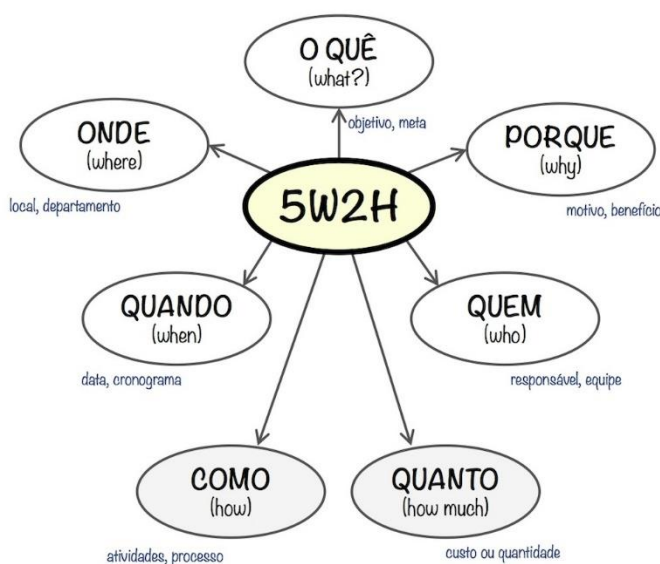 O QUÊ
(what?)
objetivo, meta
ONDE
(where)
local, departamento
PORQUE
(why)
motivo, benefício
5W2H
QUANDO
(when)
data, cronograma
QUEM
(who)
responsável, equipe
COMO
(how)
atividades, processo
QUANTO
(how much)
custo ou quantidade